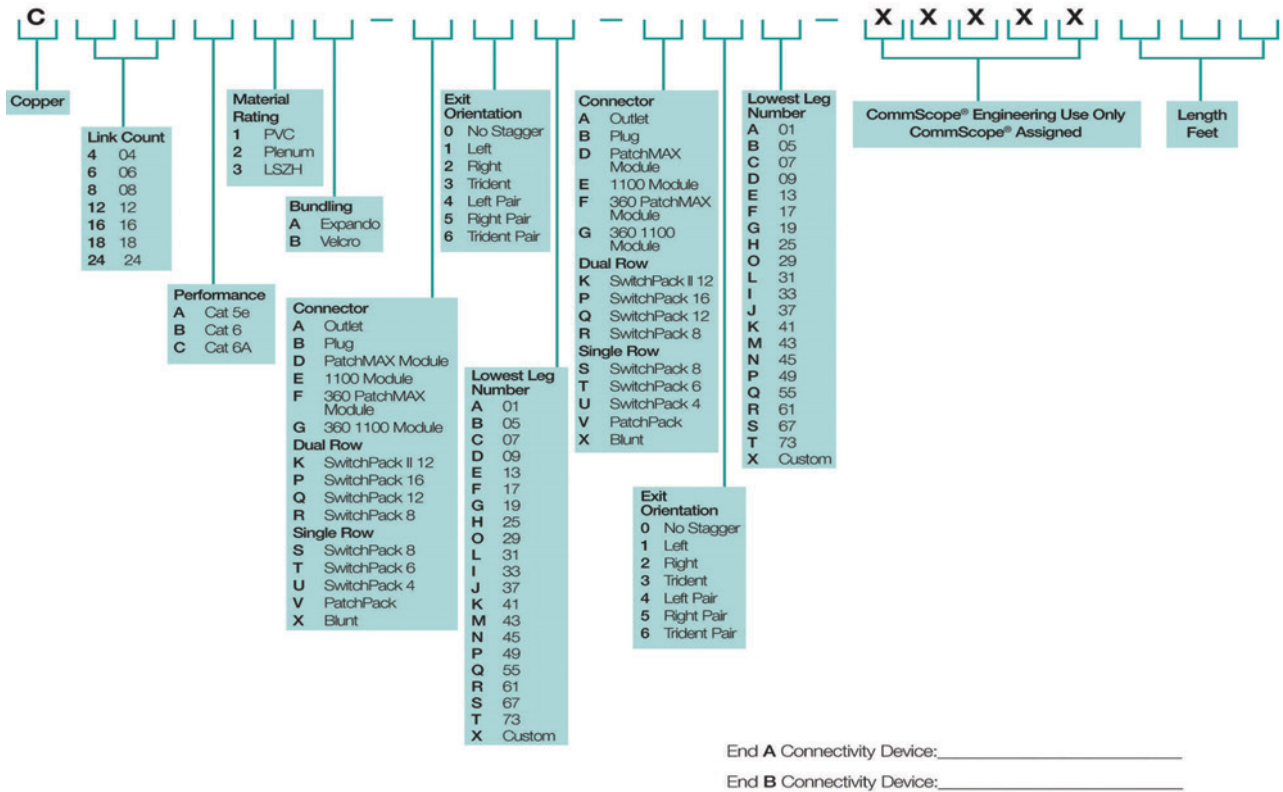 C — — — X X X X X
Copper
Link Count
4 04
6 06
8 08
12 12
16 16
18 18
24 24
Performance
A Cat 5e
B Cat 6
C Cat 6A
Material
Rating
1 PVC
2 Plenum
3 LSZH
Bundling
A Expando
B Velcro
Connector
A Outlet
B Plug
D PatchMAX Module
E 1100 Module
F 360 PatchMAX
Module
G 360 1100 Module
Dual Row
K SwitchPack II 12
P SwitchPack 16
Q SwitchPack 12
R SwitchPack 8
Single Row
S SwitchPack 8
T SwitchPack 6
U SwitchPack 4
V PatchPack
X Blunt
Exit
Orientation
0 No Stagger
1 Left
2 Right
3 Trident
4 Left Pair
5 Right Pair
6 Trident Pair
Lowest Leg
Number
A 01
B 05
C 07
D 09
E 13
F 17
G 19
H 25
O 29
L 31
I 33
J 37
K 41
M 43
N 45
P 49
Q 55
R 61
S 67
T 73
X Custom
Connector
A Outlet
B Plug
D PatchMAX
Module
E 1100 Module
F 360 PatchMAX
Module
G 360 1100
Module
Dual Row
K SwitchPack II 12
P SwitchPack 16
Q SwitchPack 12
R SwitchPack 8
Single Row
S SwitchPack 8
T SwitchPack 6
U SwitchPack 4
V PatchPack
X Blunt
Exit
Orientation
0 No Stagger
1 Left
2 Right
3 Trident
4 Left Pair
5 Right Pair
6 Trident Pair
Lowest Leg
Number
A 01
B 05
C 07
D 09
E 13
F 17
G 19
H 25
O 29
L 31
I 33
J 37
K 41
M 43
N 45
P 49
Q 55
R 61
S 67
T 73
X Custom
CommScope® Engineering Use Only
CommScope® Assigned
Length
Feet
End A Connectivity Device:
End B Connectivity Device: